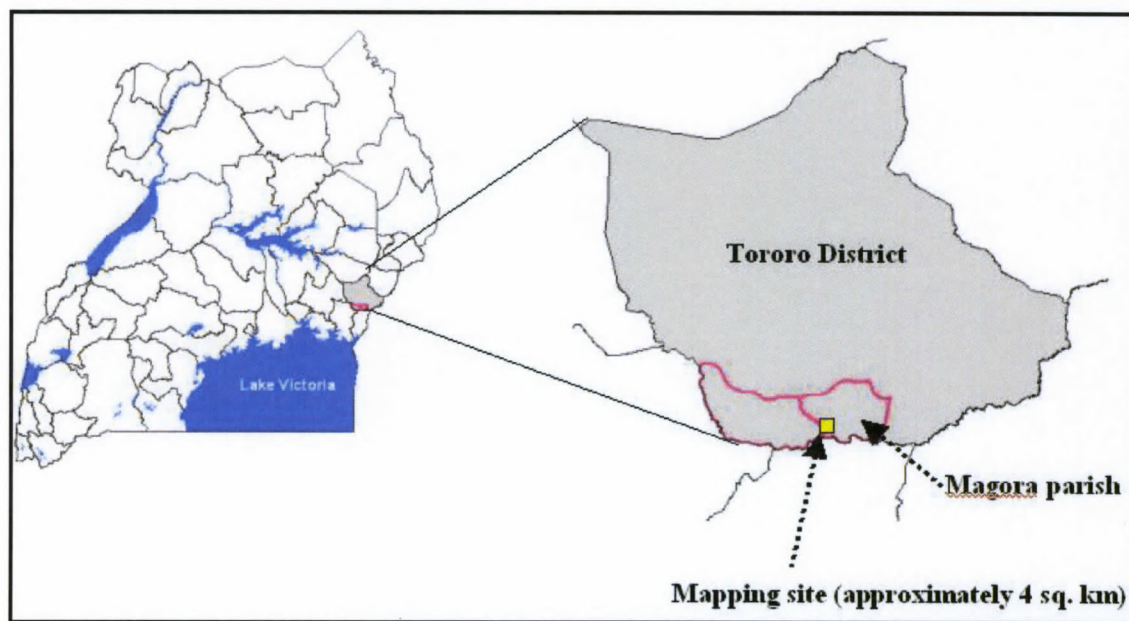 Tororo District
Lake Victoria
Magora parish
Mapping site (approximately 4 sq. km)